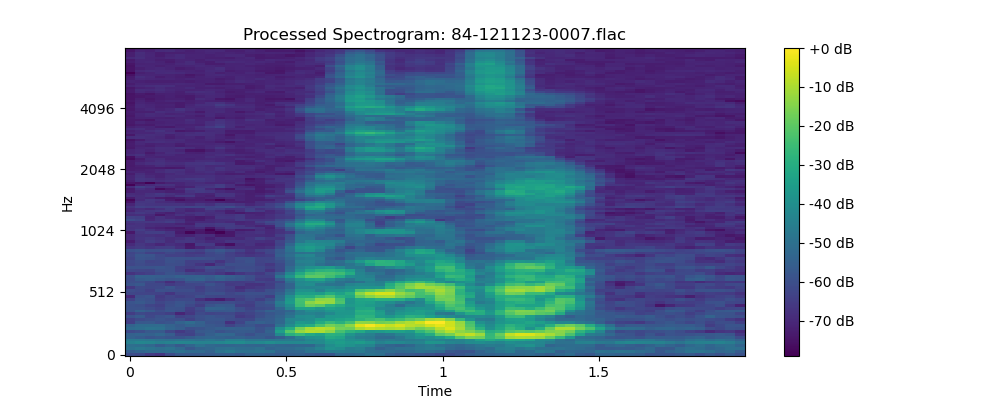 Processed Spectrogram: 84-121123-0007.flac
Hz
4096
2048
1024
512
0
0
0.5
1
1.5
Time
+0 dB
-10 dB
-20 dB
-30 dB
-40 dB
-50 dB
-60 dB
-70 dB